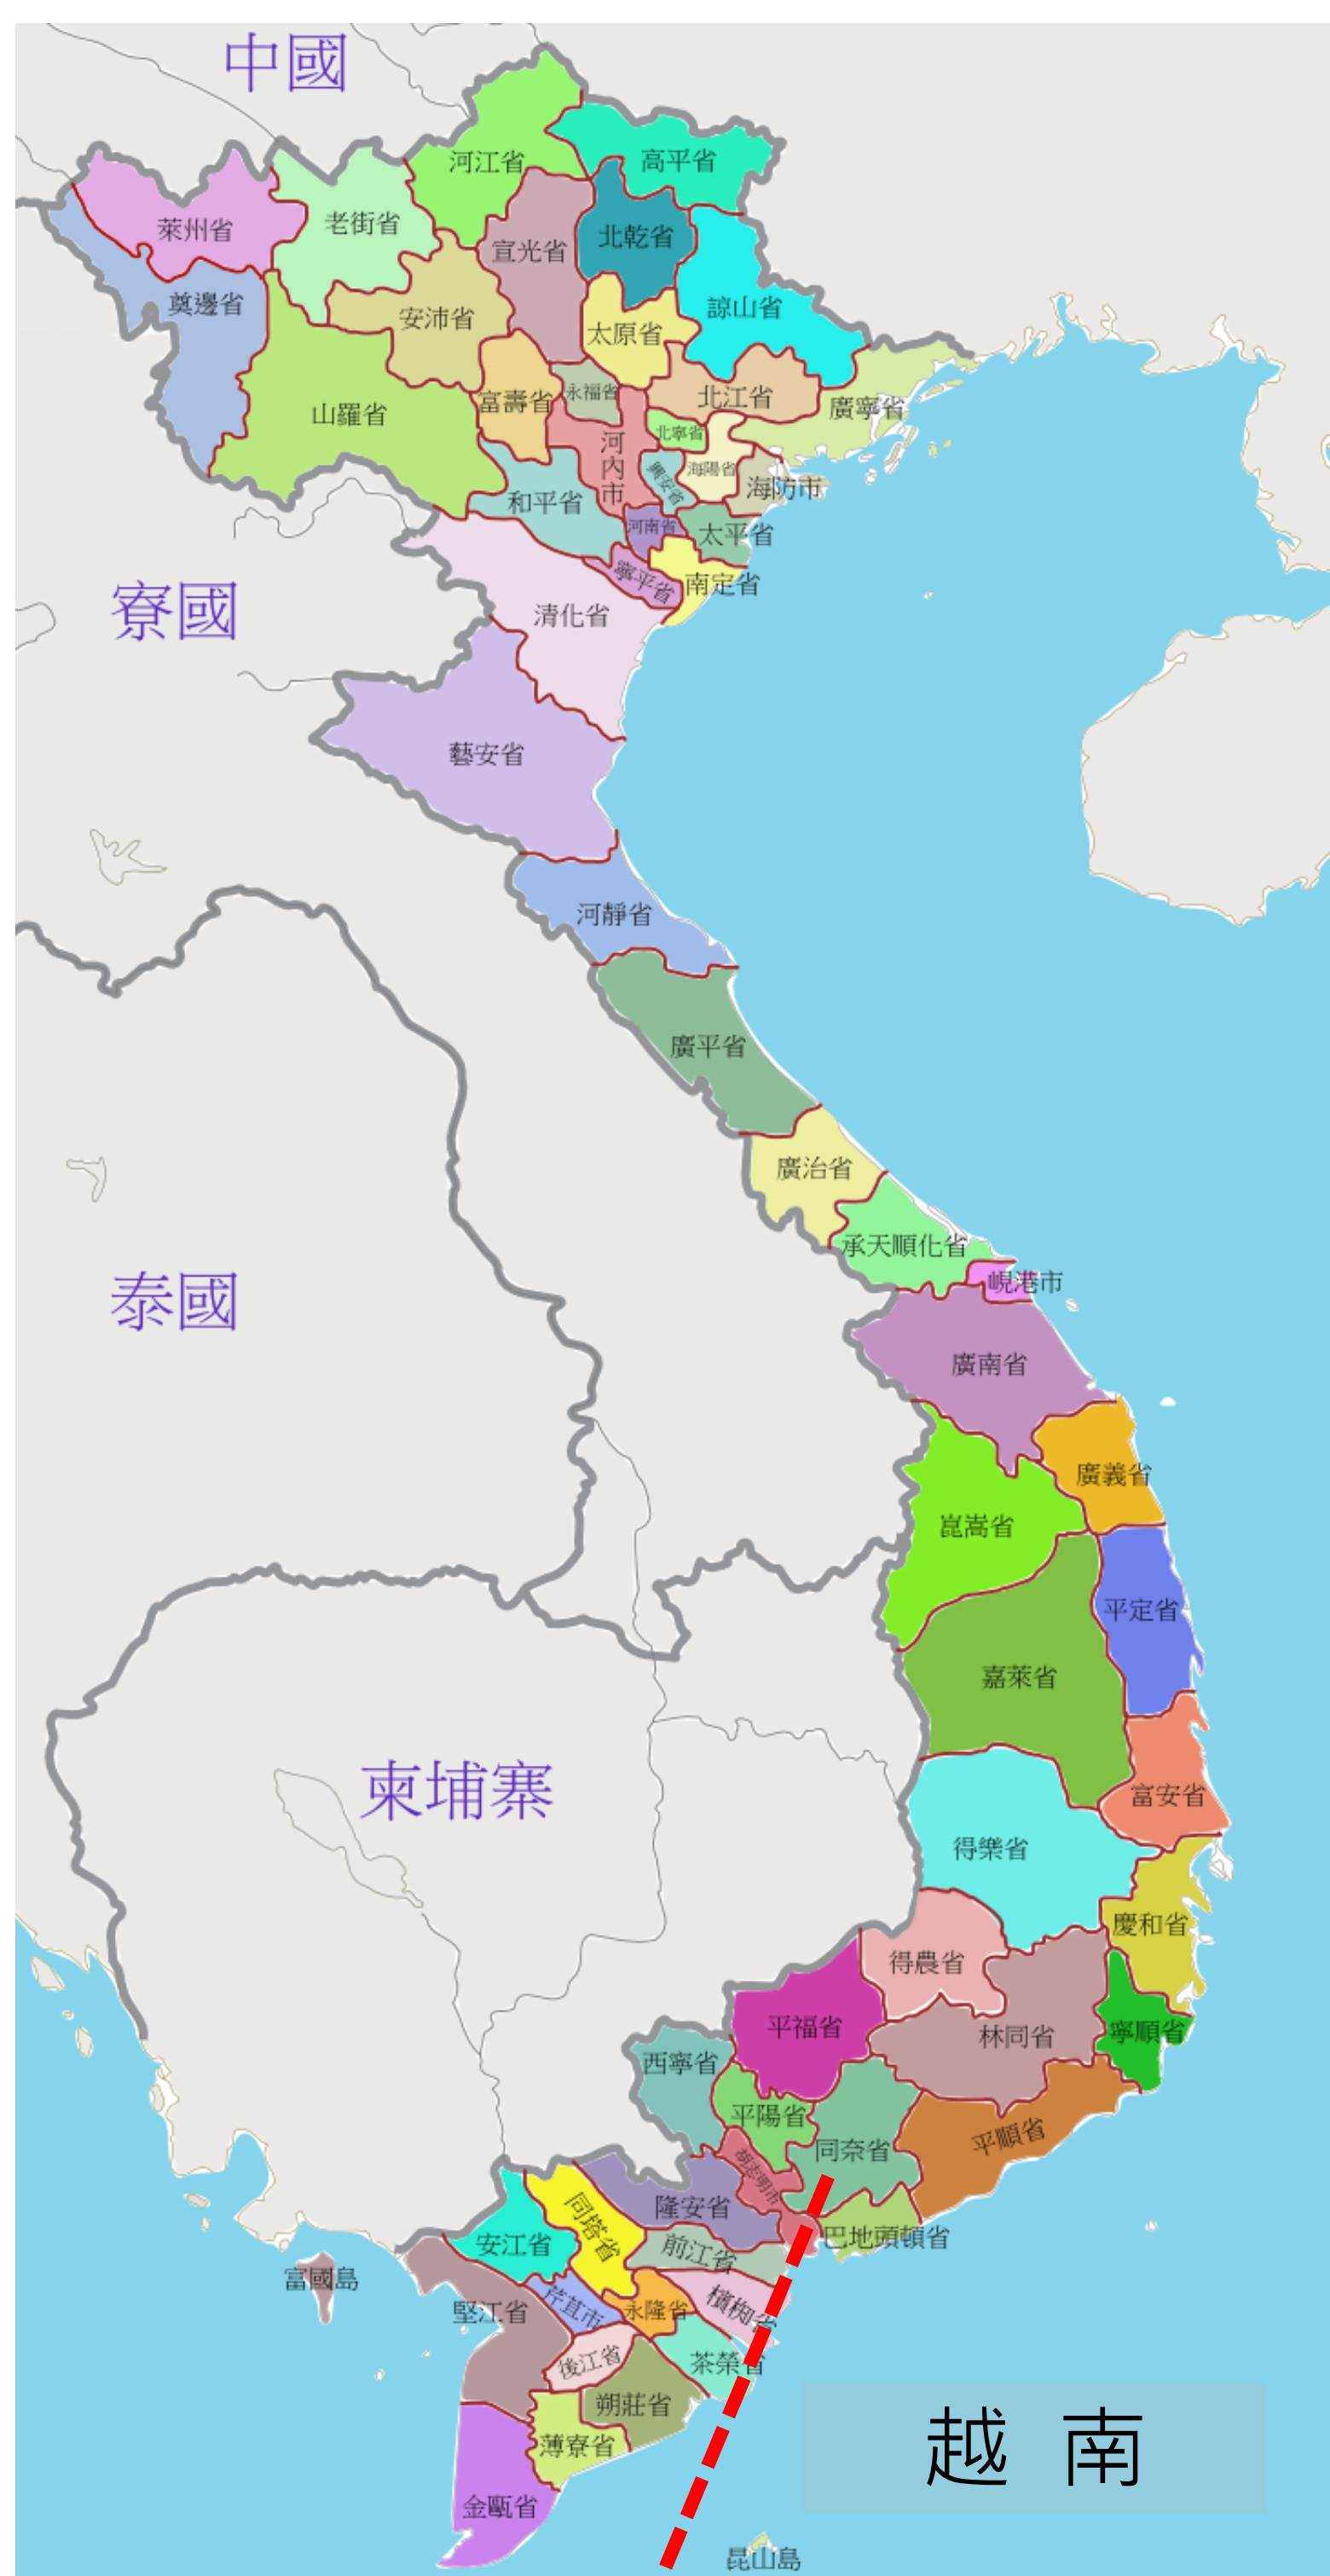 中國
河江省
高平省
萊州省
老街省
宣光省
北乾省
奠邊省
安沛省
太原省
諒山省
山羅省
富壽省
永福省
北江省
廣寧省
河內市
北寧省
海陽省
興安省
海防市
和平省
河南省
太平省
寧平省
南定省
寮國
清化省
藝安省
河靜省
廣平省
廣治省
承天順化省
峴港市
泰國
廣南省
廣義省
崑嵩省
平定省
嘉萊省
柬埔寨
富安省
得樂省
慶和省
得農省
平福省
林同省
寧順省
西寧省
平陽省
同奈省
平順省
胡志明市
隆安省
同塔省
安江省
前江省
巴地頭頓省
富國島
堅江省
芹苴市
永隆省
檳椥省
後江省
茶榮省
朔莊省
薄寮省
越南
金甌省
昆山島